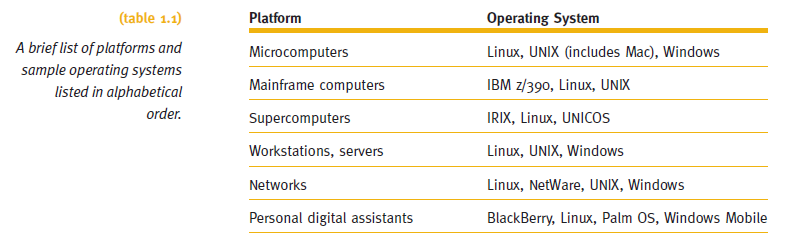 (table 1.1)
A brief list of platforms and
sample operating systems
listed in alphabetical
order.
Platform Operating System
Microcomputers Linux, UNIX (includes Mac), Windows
Mainframe computers IBM z/390, Linux, UNIX
Supercomputers IRIX, Linux, UNICOS
Workstations, servers Linux, UNIX, Windows
Networks Linux, NetWare, UNIX, Windows
Personal digital assistants BlackBerry, Linux, Palm OS, Windows Mobile